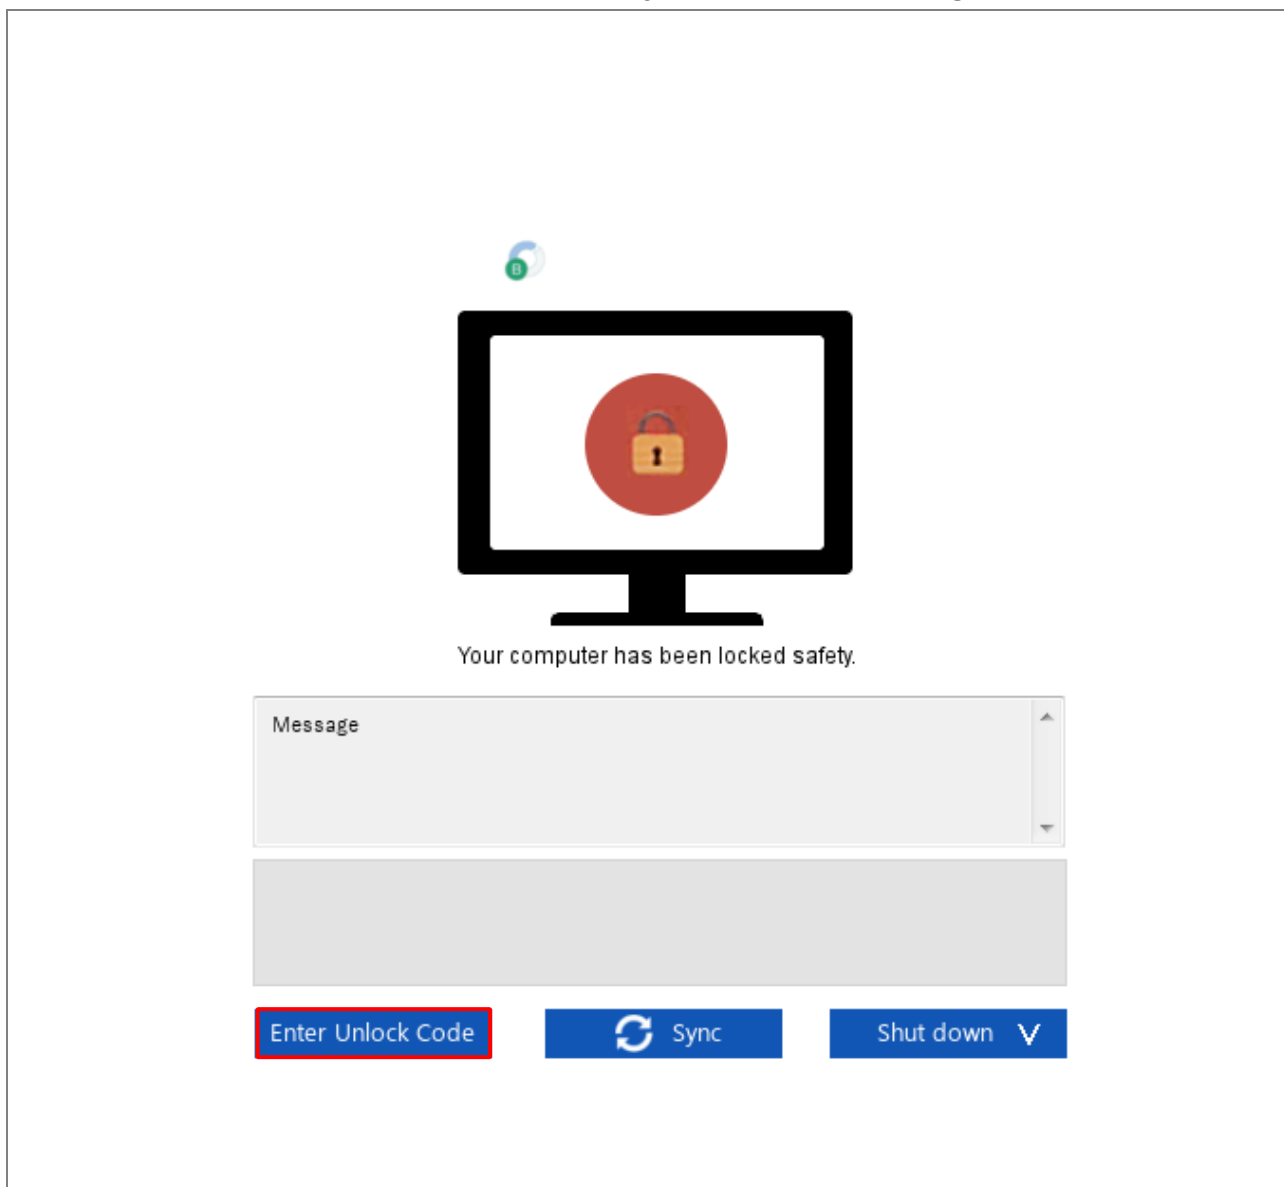 B
Your computer has been locked safety.
Message
Enter Unlock Code
Sync
Shut down V